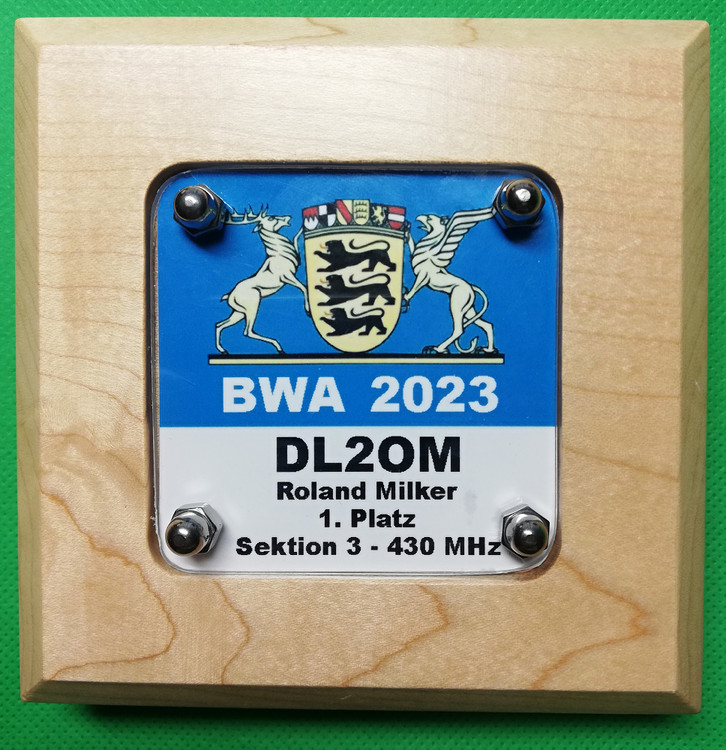 BWA 2023
DL2OM
Roland Milker
1. Platz
Sektion 3 - 430 MHz